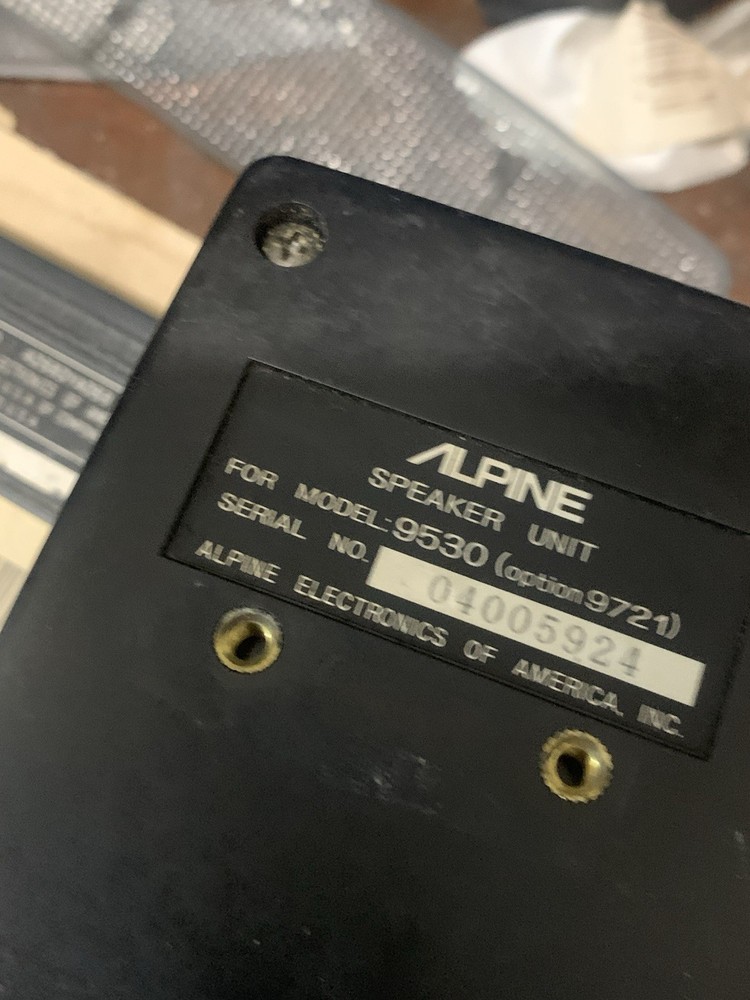 ALPINE
SPEAKER UNIT
FOR MODEL: 9530 (option 9721)
SERIAL NO. 04005924
ALPINE ELECTRONICS OF AMERICA, INC.